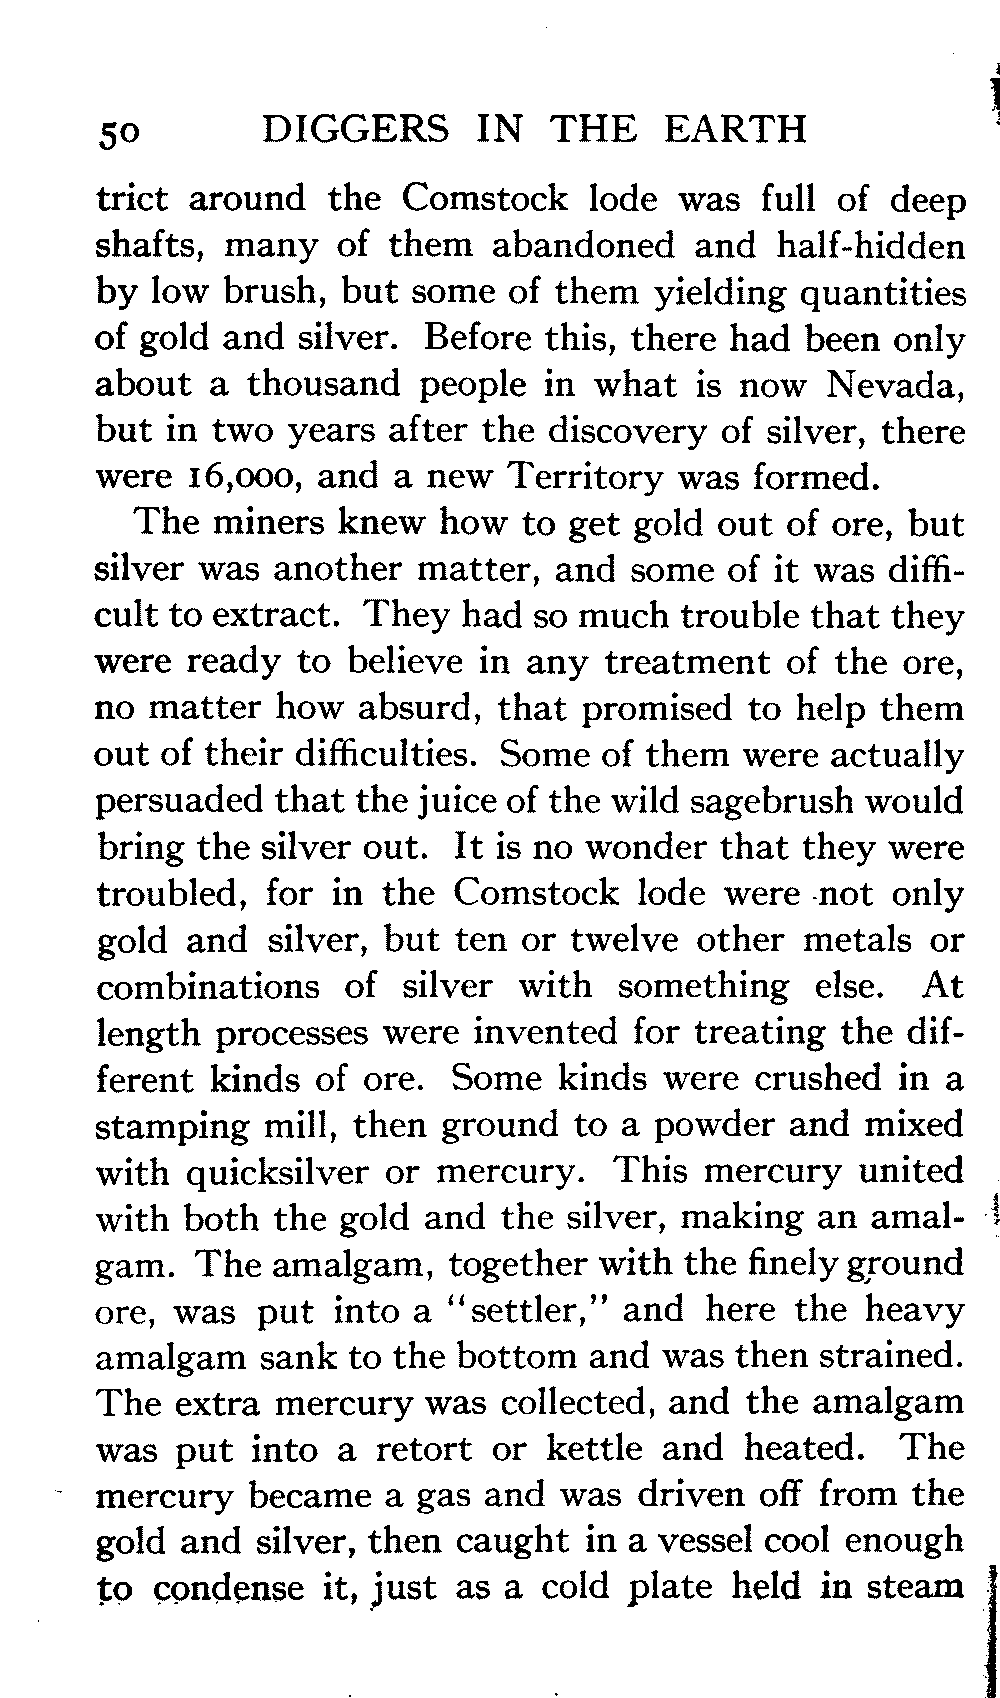 50 DIGGERS IN THE EARTH
trict around the Comstock lode was full of deep
shafts, many of them abandoned and half-hidden
by low brush, but some of them yielding quantities
of gold and silver. Before this, there had been only
about a thousand people in what is now Nevada,
but in two years after the discovery of silver, there
were 16,000, and a new Territory was formed.
The miners knew how to get gold out of ore, but
silver was another matter, and some of it was diffi-
cult to extract. They had so much trouble that they
were ready to believe in any treatment of the ore,
no matter how absurd, that promised to help them
out of their difficulties. Some of them were actually
persuaded that the juice of the wild sagebrush would
bring the silver out. It is no wonder that they were
troubled, for in the Comstock lode were not only
gold and silver, but ten or twelve other metals or
combinations of silver with something else. At
length processes were invented for treating the dif-
ferent kinds of ore. Some kinds were crushed in a
stamping mill, then ground to a powder and mixed
with quicksilver or mercury. This mercury united
with both the gold and the silver, making an amal-
gam. The amalgam, together with the finely ground
ore, was put into a "settler," and here the heavy
amalgam sank to the bottom and was then strained.
The extra mercury was collected, and the amalgam
was put into a retort or kettle and heated. The
mercury became a gas and was driven off from the
gold and silver, then caught in a vessel cool enough
to condense it, just as a cold plate held in steam